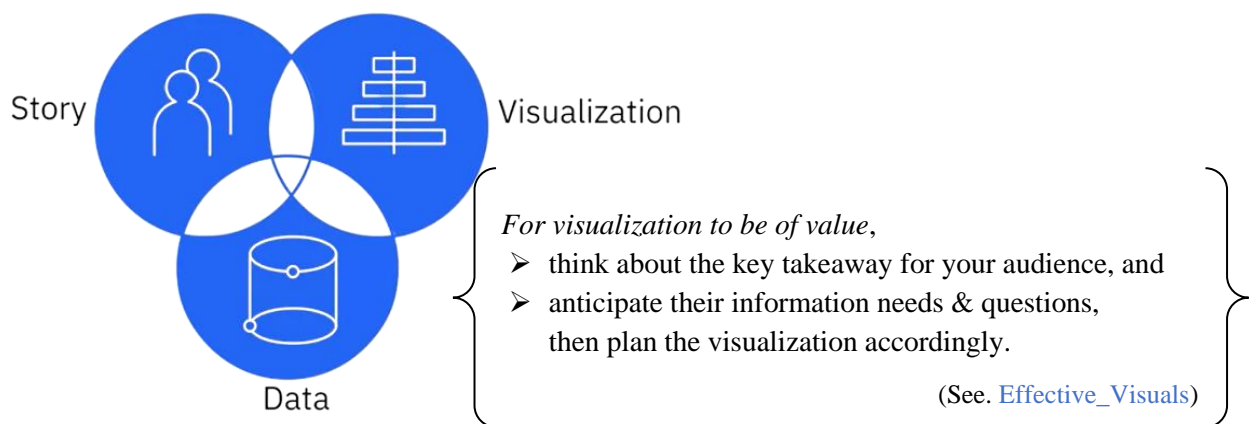 Story
Visualization
Data
For visualization to be of value,
➢ think about the key takeaway for your audience, and
➢ anticipate their information needs & questions,
then plan the visualization accordingly.
(See. Effective_Visuals)